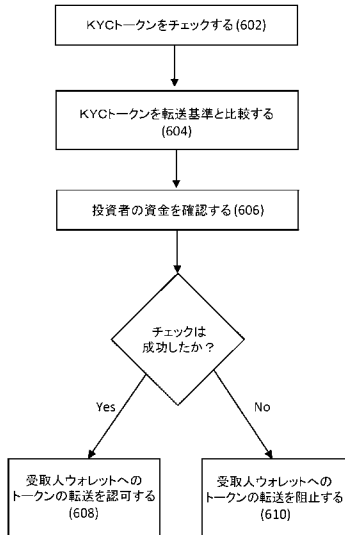 KYCトークンをチェックする(602)
KYCトークンを転送基準と比較する
(604)
投資者の資金を確認する(606)
チェックは
成功したか？
Yes
No
受取人ウォレットへの
トークンの転送を認可する
(608)
受取人ウォレットへの
トークンの転送を阻止する
(610)